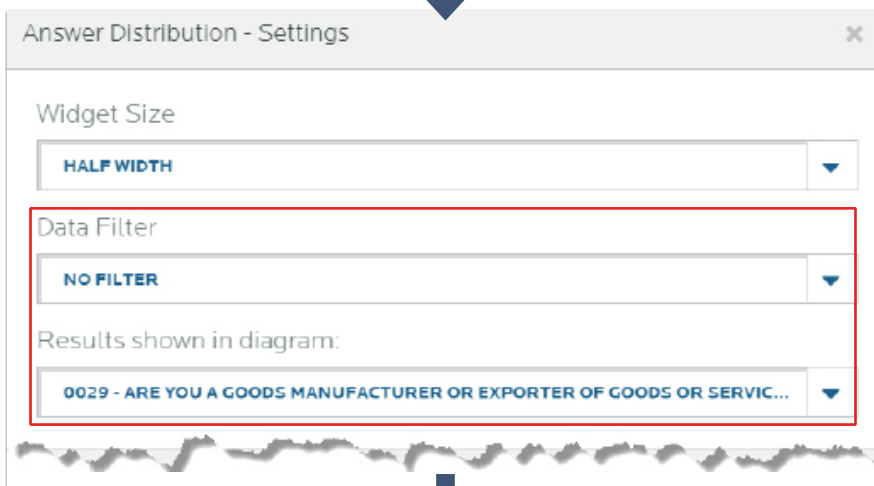 Answer Distribution - Settings
Widget Size
HALF WIDTH
Data Filter
NO FILTER
Results shown in diagram:
0029 - ARE YOU A GOODS MANUFACTURER OR EXPORTER OF GOODS OR SERVIC...